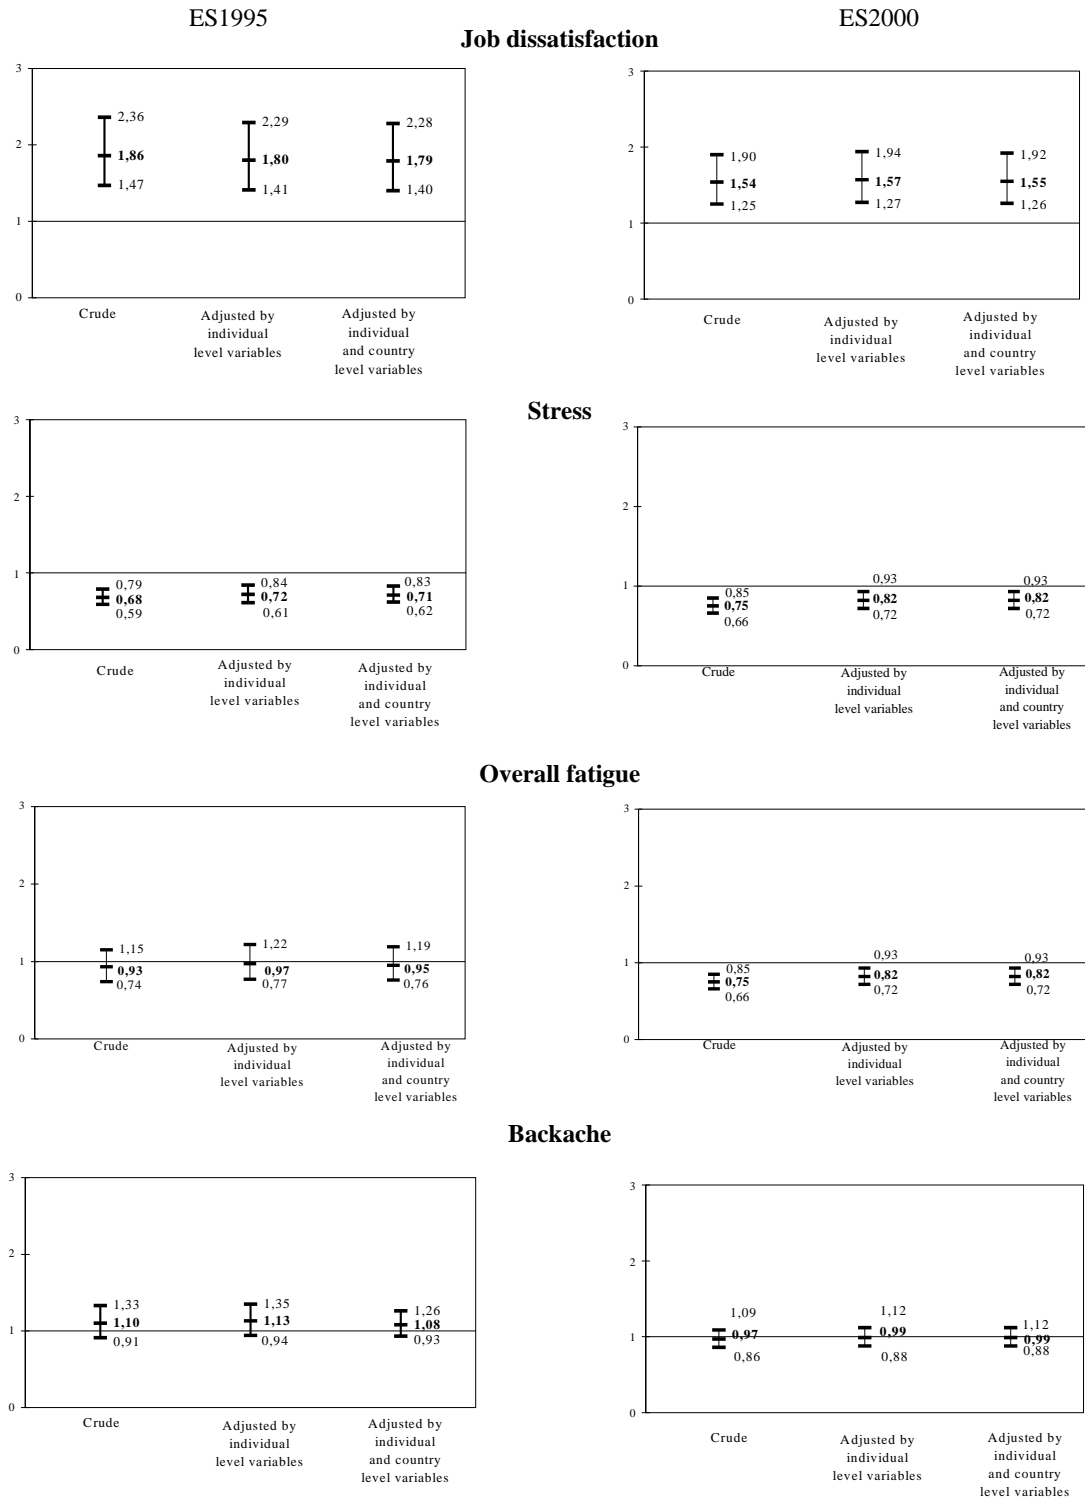 ES1995
ES2000
Job dissatisfaction
3
2
1
0
2,36
1,86
1,47
2,29
1,80
1,41
2,28
1,79
1,40
Crude
Adjusted by
individual
level variables
Adjusted by
individual
and country
level variables
3
2
1
0
1,90
1,54
1,25
1,94
1,57
1,27
1,92
1,55
1,26
Crude
Adjusted by
individual
level variables
Adjusted by
individual
and country
level variables
Stress
3
2
1
0
0,79
0,68
0,59
0,84
0,72
0,61
0,83
0,71
0,62
Crude
Adjusted by
individual
level variables
Adjusted by
individual
and country
level variables
3
2
1
0
0,85
0,75
0,66
0,93
0,82
0,72
0,93
0,82
0,72
Crude
Adjusted by
individual
level variables
Adjusted by
individual
and country
level variables
Overall fatigue
3
2
1
0
1,15
0,93
0,74
1,22
0,97
0,77
1,19
0,95
0,76
Crude
Adjusted by
individual
level variables
Adjusted by
individual
and country
level variables
3
2
1
0
0,85
0,75
0,66
0,93
0,82
0,72
0,93
0,82
0,72
Crude
Adjusted by
individual
level variables
Adjusted by
individual
and country
level variables
Backache
3
2
1
0
1,33
1,10
0,91
1,35
1,13
0,94
1,26
1,08
0,93
Crude
Adjusted by
individual
level variables
Adjusted by
individual
and country
level variables
3
2
1
0
1,09
0,97
0,86
1,12
0,99
0,88
1,12
0,99
0,88
Crude
Adjusted by
individual
level variables
Adjusted by
individual
and country
level variables